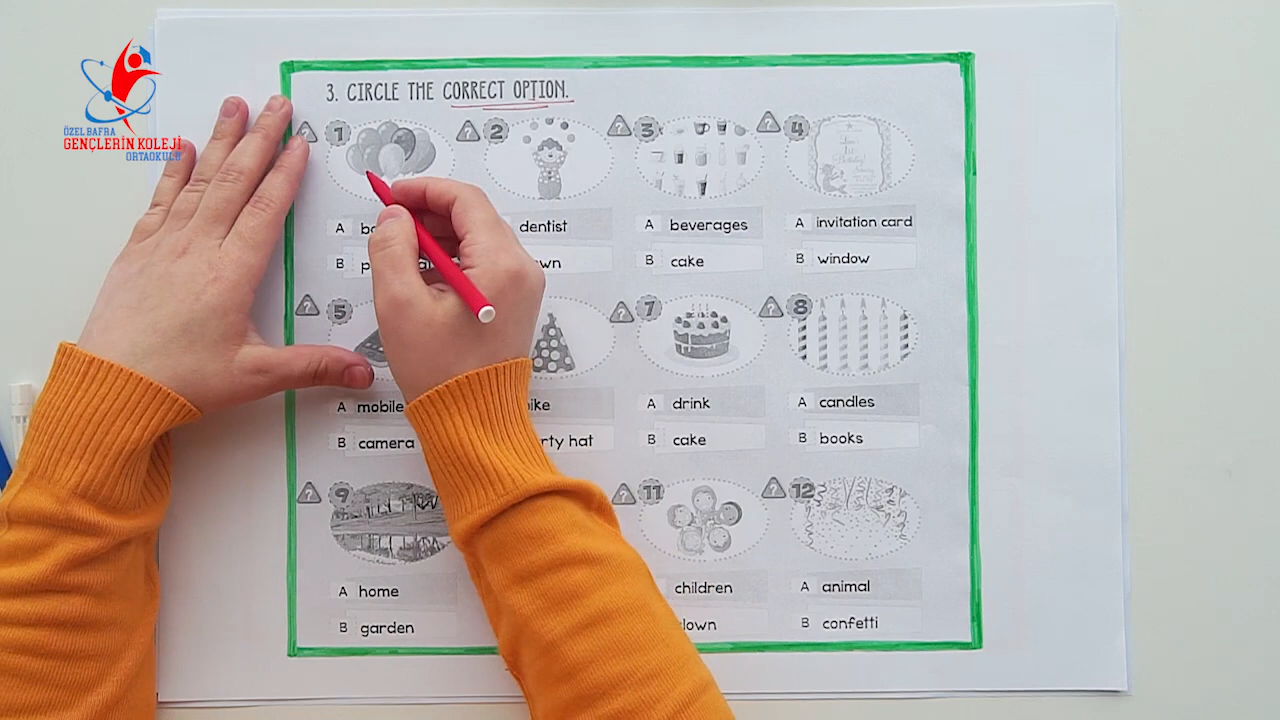 ÖZEL BAFRA
GENÇLERİN KOLEJİ
ORTAOKULU
3. CIRCLE THE CORRECT OPTION.
? 1 ? 2 ? 3 ? 4
A dentist A beverages A invitation card
B B cake B window
? 5 ? 7 ? 8
A mobile A drink A candles
B camera B cake B books
? 9 ? 11 ? 12
A home children A animal
B garden B confetti